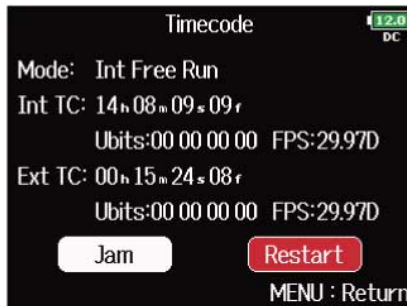 Timecode
12.0
DC
Mode: Int Free Run
Int TC: 14h08m09s09f
Ubits:00 00 00 00 FPS:29.97D
Ext TC: 00h15m24s08f
Ubits:00 00 00 00 FPS:29.97D
Jam Restart
MENU : Return